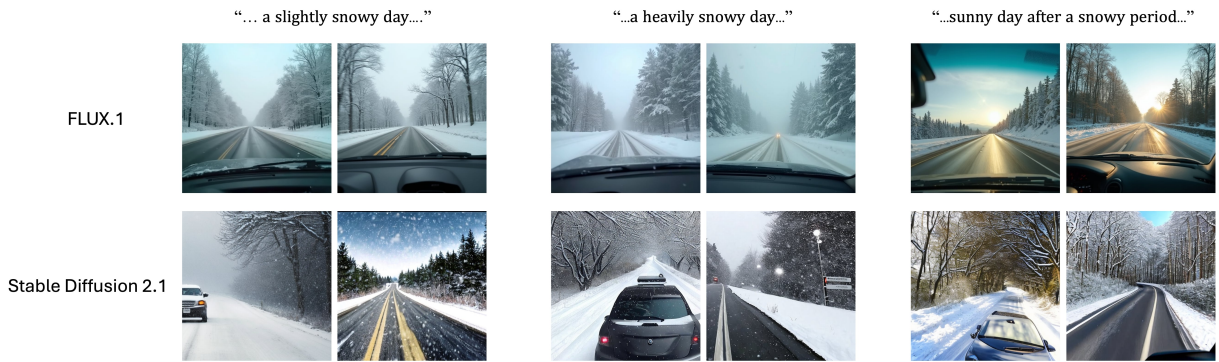 “… a slightly snowy day….”
“…a heavily snowy day…”
“…sunny day after a snowy period…”
FLUX.1
Stable Diffusion 2.1